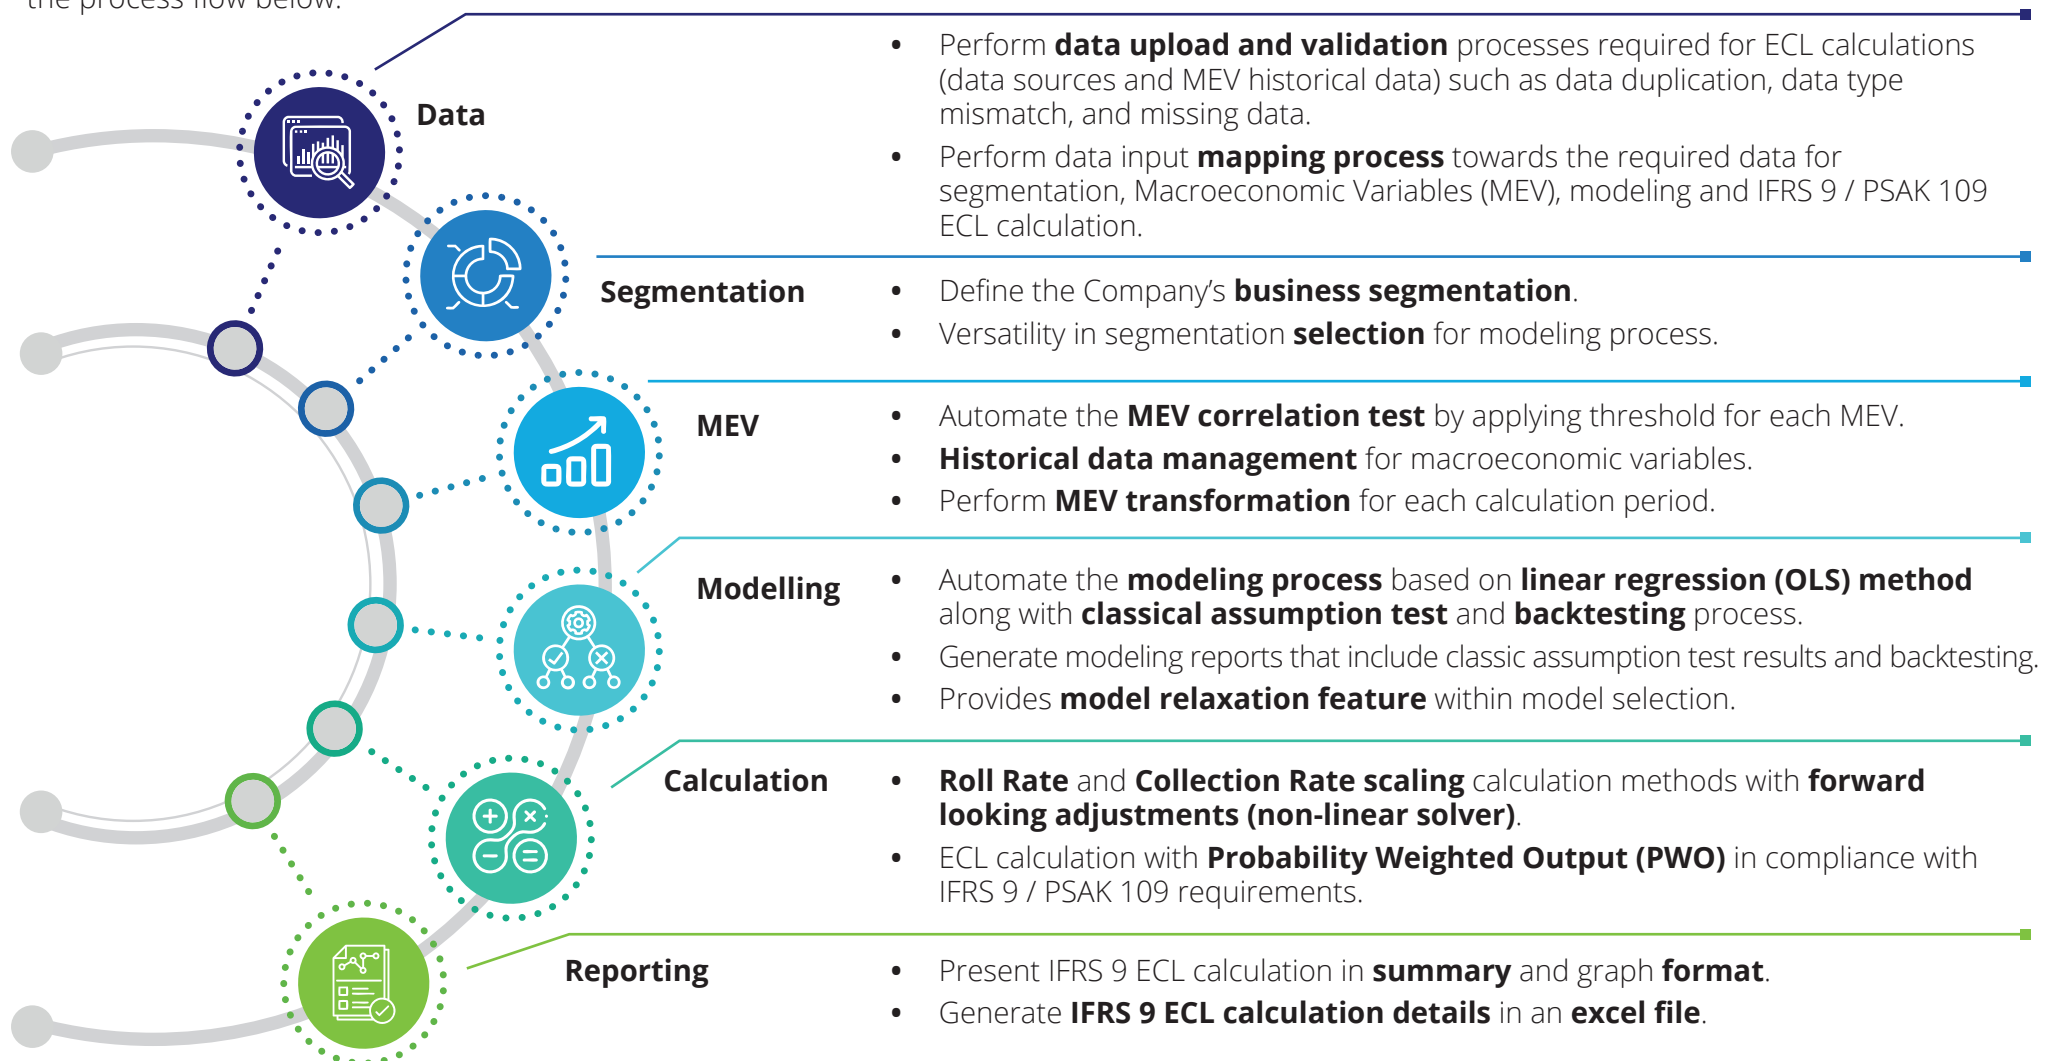 the process flow below.
Data
• Perform data upload and validation processes required for ECL calculations
(data sources and MEV historical data) such as data duplication, data type
mismatch, and missing data.
• Perform data input mapping process towards the required data for
segmentation, Macroeconomic Variables (MEV), modeling and IFRS 9 / PSAK 109
ECL calculation.
Segmentation
• Define the Company’s business segmentation.
• Versatility in segmentation selection for modeling process.
MEV
• Automate the MEV correlation test by applying threshold for each MEV.
• Historical data management for macroeconomic variables.
• Perform MEV transformation for each calculation period.
Modelling
• Automate the modeling process based on linear regression (OLS) method
along with classical assumption test and backtesting process.
• Generate modeling reports that include classic assumption test results and backtesting.
• Provides model relaxation feature within model selection.
Calculation
• Roll Rate and Collection Rate scaling calculation methods with forward
looking adjustments (non-linear solver).
• ECL calculation with Probability Weighted Output (PWO) in compliance with
IFRS 9 / PSAK 109 requirements.
Reporting
• Present IFRS 9 ECL calculation in summary and graph format.
• Generate IFRS 9 ECL calculation details in an excel file.